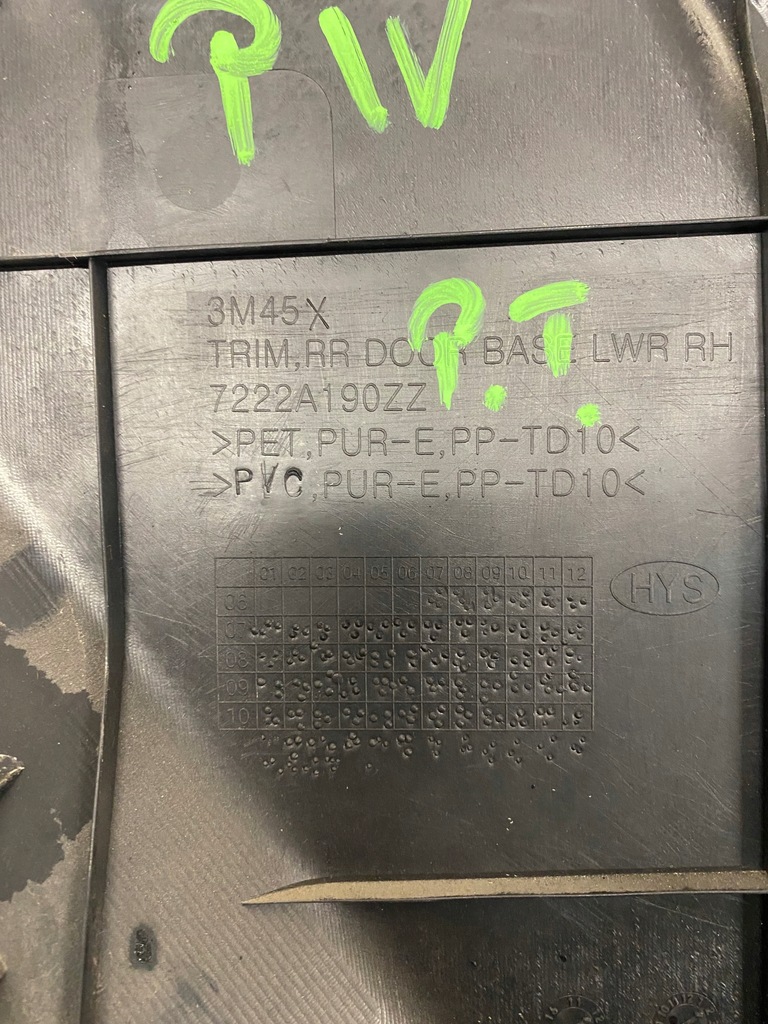 PW
3M45X
P.T.
TRIM,RR DOOR BASE LWR RH
7222A190ZZ
>PET,PUR-E,PP-TD10<
>PVC,PUR-E,PP-TD10<
01 02 03 04 05 06 07 08 09 10 11 12
06
HYS
07
08
09
10